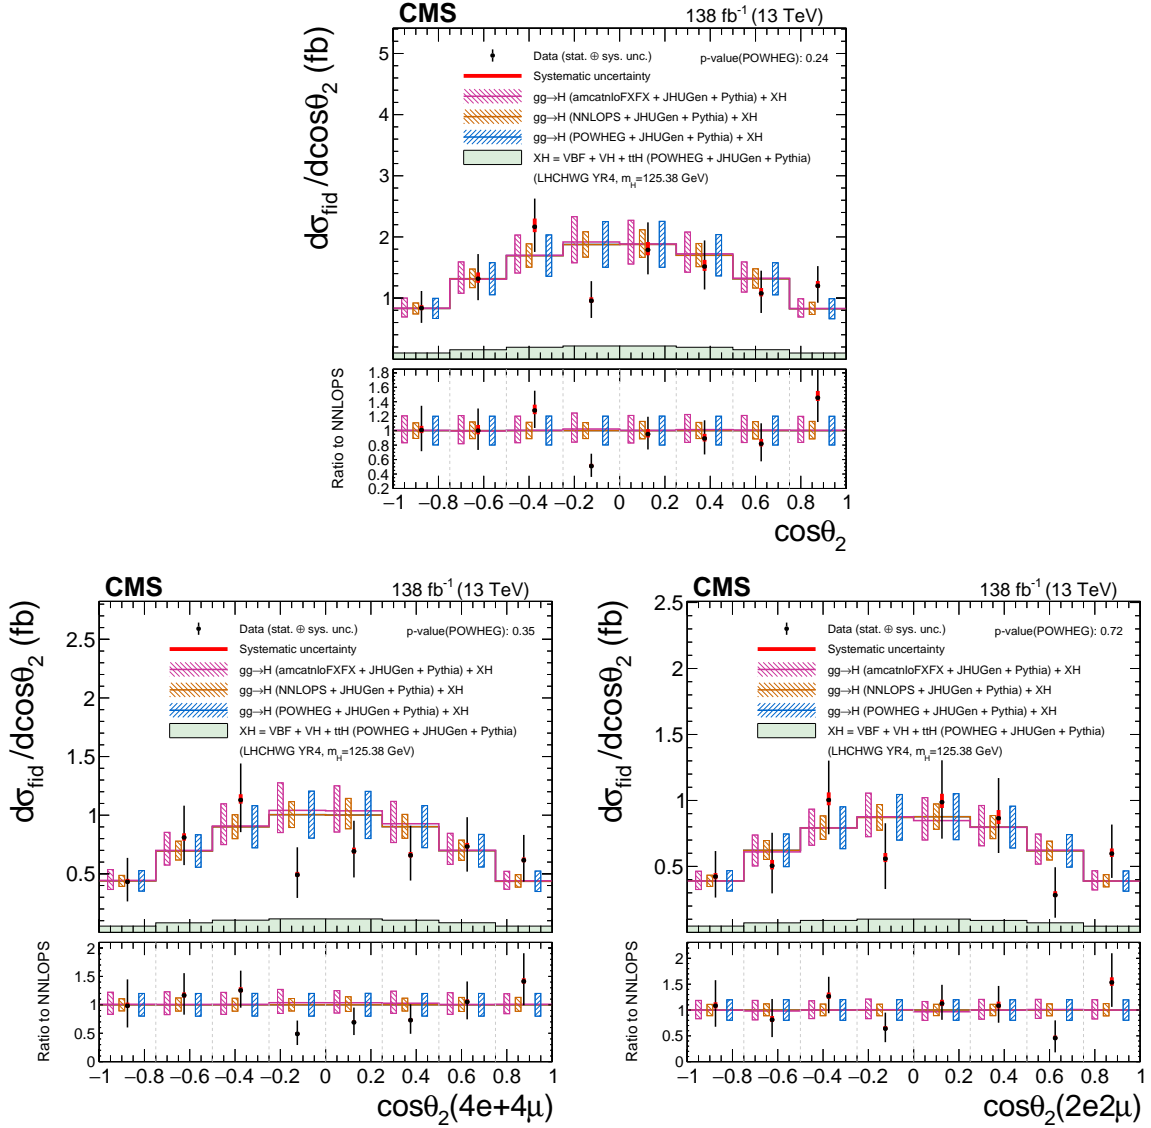 CMS 138 fb⁻¹ (13 TeV)
dσ_fid/dcosθ₂ (fb)
5
4
3
2
1
Data (stat. ⊕ sys. unc.) p-value(POWHEG): 0.24
Systematic uncertainty
gg→H (amcatnloFXFX + JHUGen + Pythia) + XH
gg→H (NNLOPS + JHUGen + Pythia) + XH
gg→H (POWHEG + JHUGen + Pythia) + XH
XH = VBF + VH + ttH (POWHEG + JHUGen + Pythia)
(LHCHWG YR4, m_H=125.38 GeV)
Ratio to NNLOPS
1.8
1.6
1.4
1.2
1
0.8
0.6
0.4
0.2
−1 −0.8 −0.6 −0.4 −0.2 0 0.2 0.4 0.6 0.8 1
cosθ₂
CMS 138 fb⁻¹ (13 TeV)
dσ_fid/dcosθ₂ (fb)
2.5
2
1.5
1
0.5
Data (stat. ⊕ sys. unc.) p-value(POWHEG): 0.35
Systematic uncertainty
gg→H (amcatnloFXFX + JHUGen + Pythia) + XH
gg→H (NNLOPS + JHUGen + Pythia) + XH
gg→H (POWHEG + JHUGen + Pythia) + XH
XH = VBF + VH + ttH (POWHEG + JHUGen + Pythia)
(LHCHWG YR4, m_H=125.38 GeV)
Ratio to NNLOPS
2
1.5
1
0.5
0
−1 −0.8 −0.6 −0.4 −0.2 0 0.2 0.4 0.6 0.8 1
cosθ₂(4e+4μ)
CMS 138 fb⁻¹ (13 TeV)
dσ_fid/dcosθ₂ (fb)
2.5
2
1.5
1
0.5
Data (stat. ⊕ sys. unc.) p-value(POWHEG): 0.72
Systematic uncertainty
gg→H (amcatnloFXFX + JHUGen + Pythia) + XH
gg→H (NNLOPS + JHUGen + Pythia) + XH
gg→H (POWHEG + JHUGen + Pythia) + XH
XH = VBF + VH + ttH (POWHEG + JHUGen + Pythia)
(LHCHWG YR4, m_H=125.38 GeV)
Ratio to NNLOPS
2
1.5
1
0.5
0
−1 −0.8 −0.6 −0.4 −0.2 0 0.2 0.4 0.6 0.8 1
cosθ₂(2e2μ)